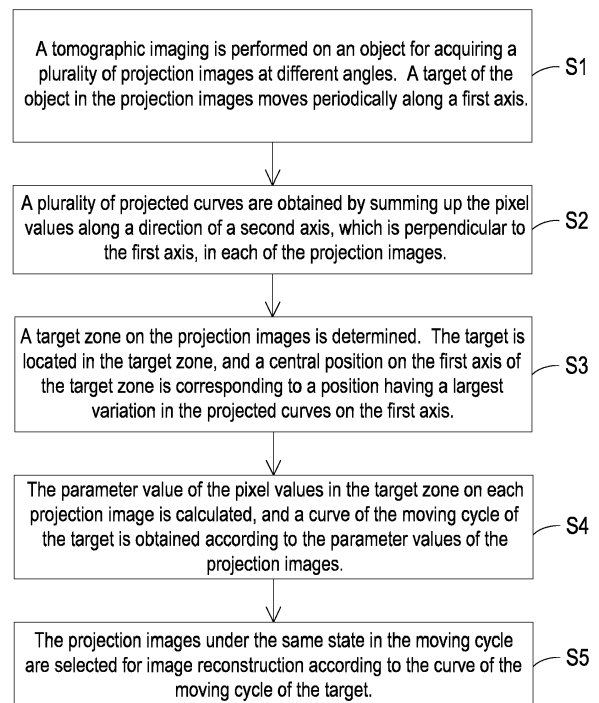 A tomographic imaging is performed on an object for acquiring a
plurality of projection images at different angles. A target of the
object in the projection images moves periodically along a first axis.
S1
A plurality of projected curves are obtained by summing up the pixel
values along a direction of a second axis, which is perpendicular to
the first axis, in each of the projection images.
S2
A target zone on the projection images is determined. The target is
located in the target zone, and a central position on the first axis of
the target zone is corresponding to a position having a largest
variation in the projected curves on the first axis.
S3
The parameter value of the pixel values in the target zone on each
projection image is calculated, and a curve of the moving cycle of
the target is obtained according to the parameter values of the
projection images.
S4
The projection images under the same state in the moving cycle
are selected for image reconstruction according to the curve of the
moving cycle of the target.
S5